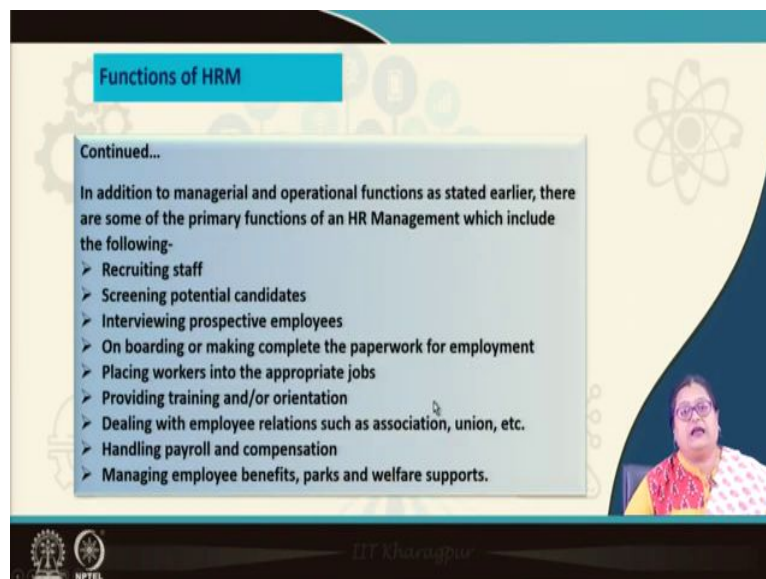 Functions of HRM
Continued...
In addition to managerial and operational functions as stated earlier, there
are some of the primary functions of an HR Management which include
the following-
➤ Recruiting staff
➤ Screening potential candidates
➤ Interviewing prospective employees
➤ On boarding or making complete the paperwork for employment
➤ Placing workers into the appropriate jobs
➤ Providing training and/or orientation
➤ Dealing with employee relations such as association, union, etc.
➤ Handling payroll and compensation
➤ Managing employee benefits, parks and welfare supports.
IIT Kharagpur
NPTEL